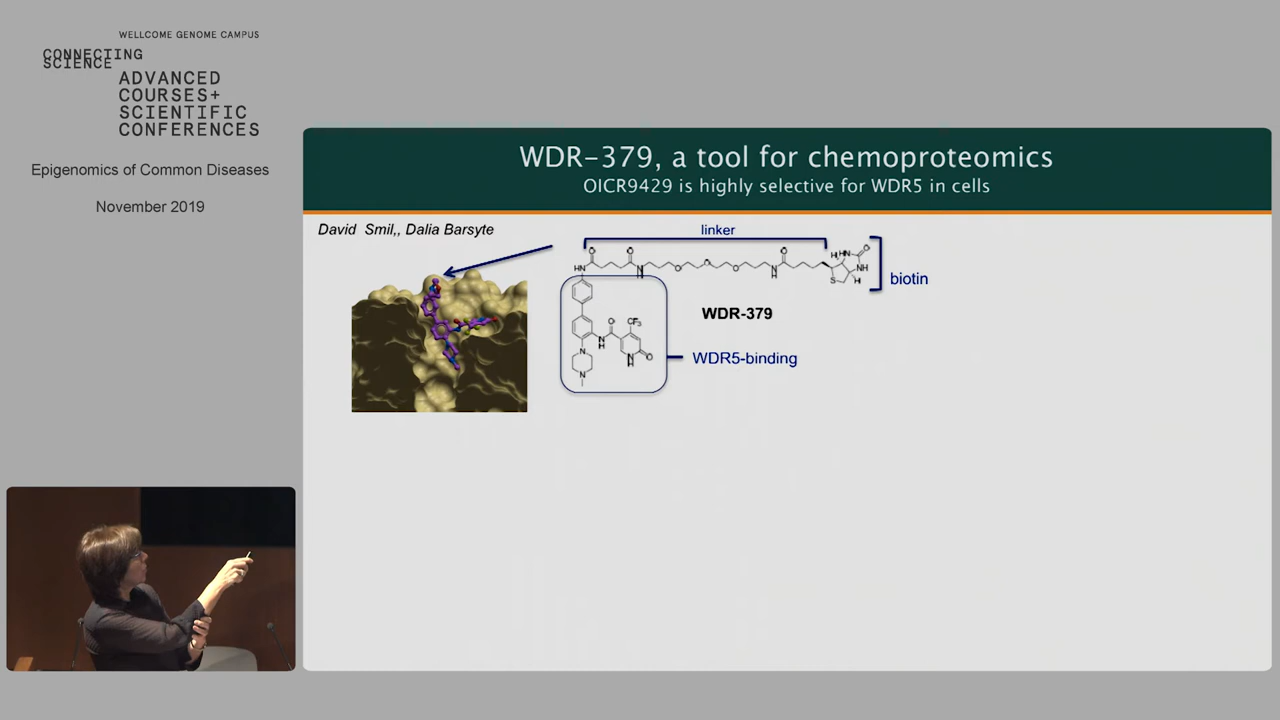 WELLCOME GENOME CAMPUS
CONNECTING
SCIENCE
ADVANCED
COURSES+
SCIENTIFIC
CONFERENCES
Epigenomics of Common Diseases
November 2019
WDR-379, a tool for chemoproteomics
OICR9429 is highly selective for WDR5 in cells
David Smil,, Dalia Barsyte
linker
biotin
WDR-379
WDR5-binding